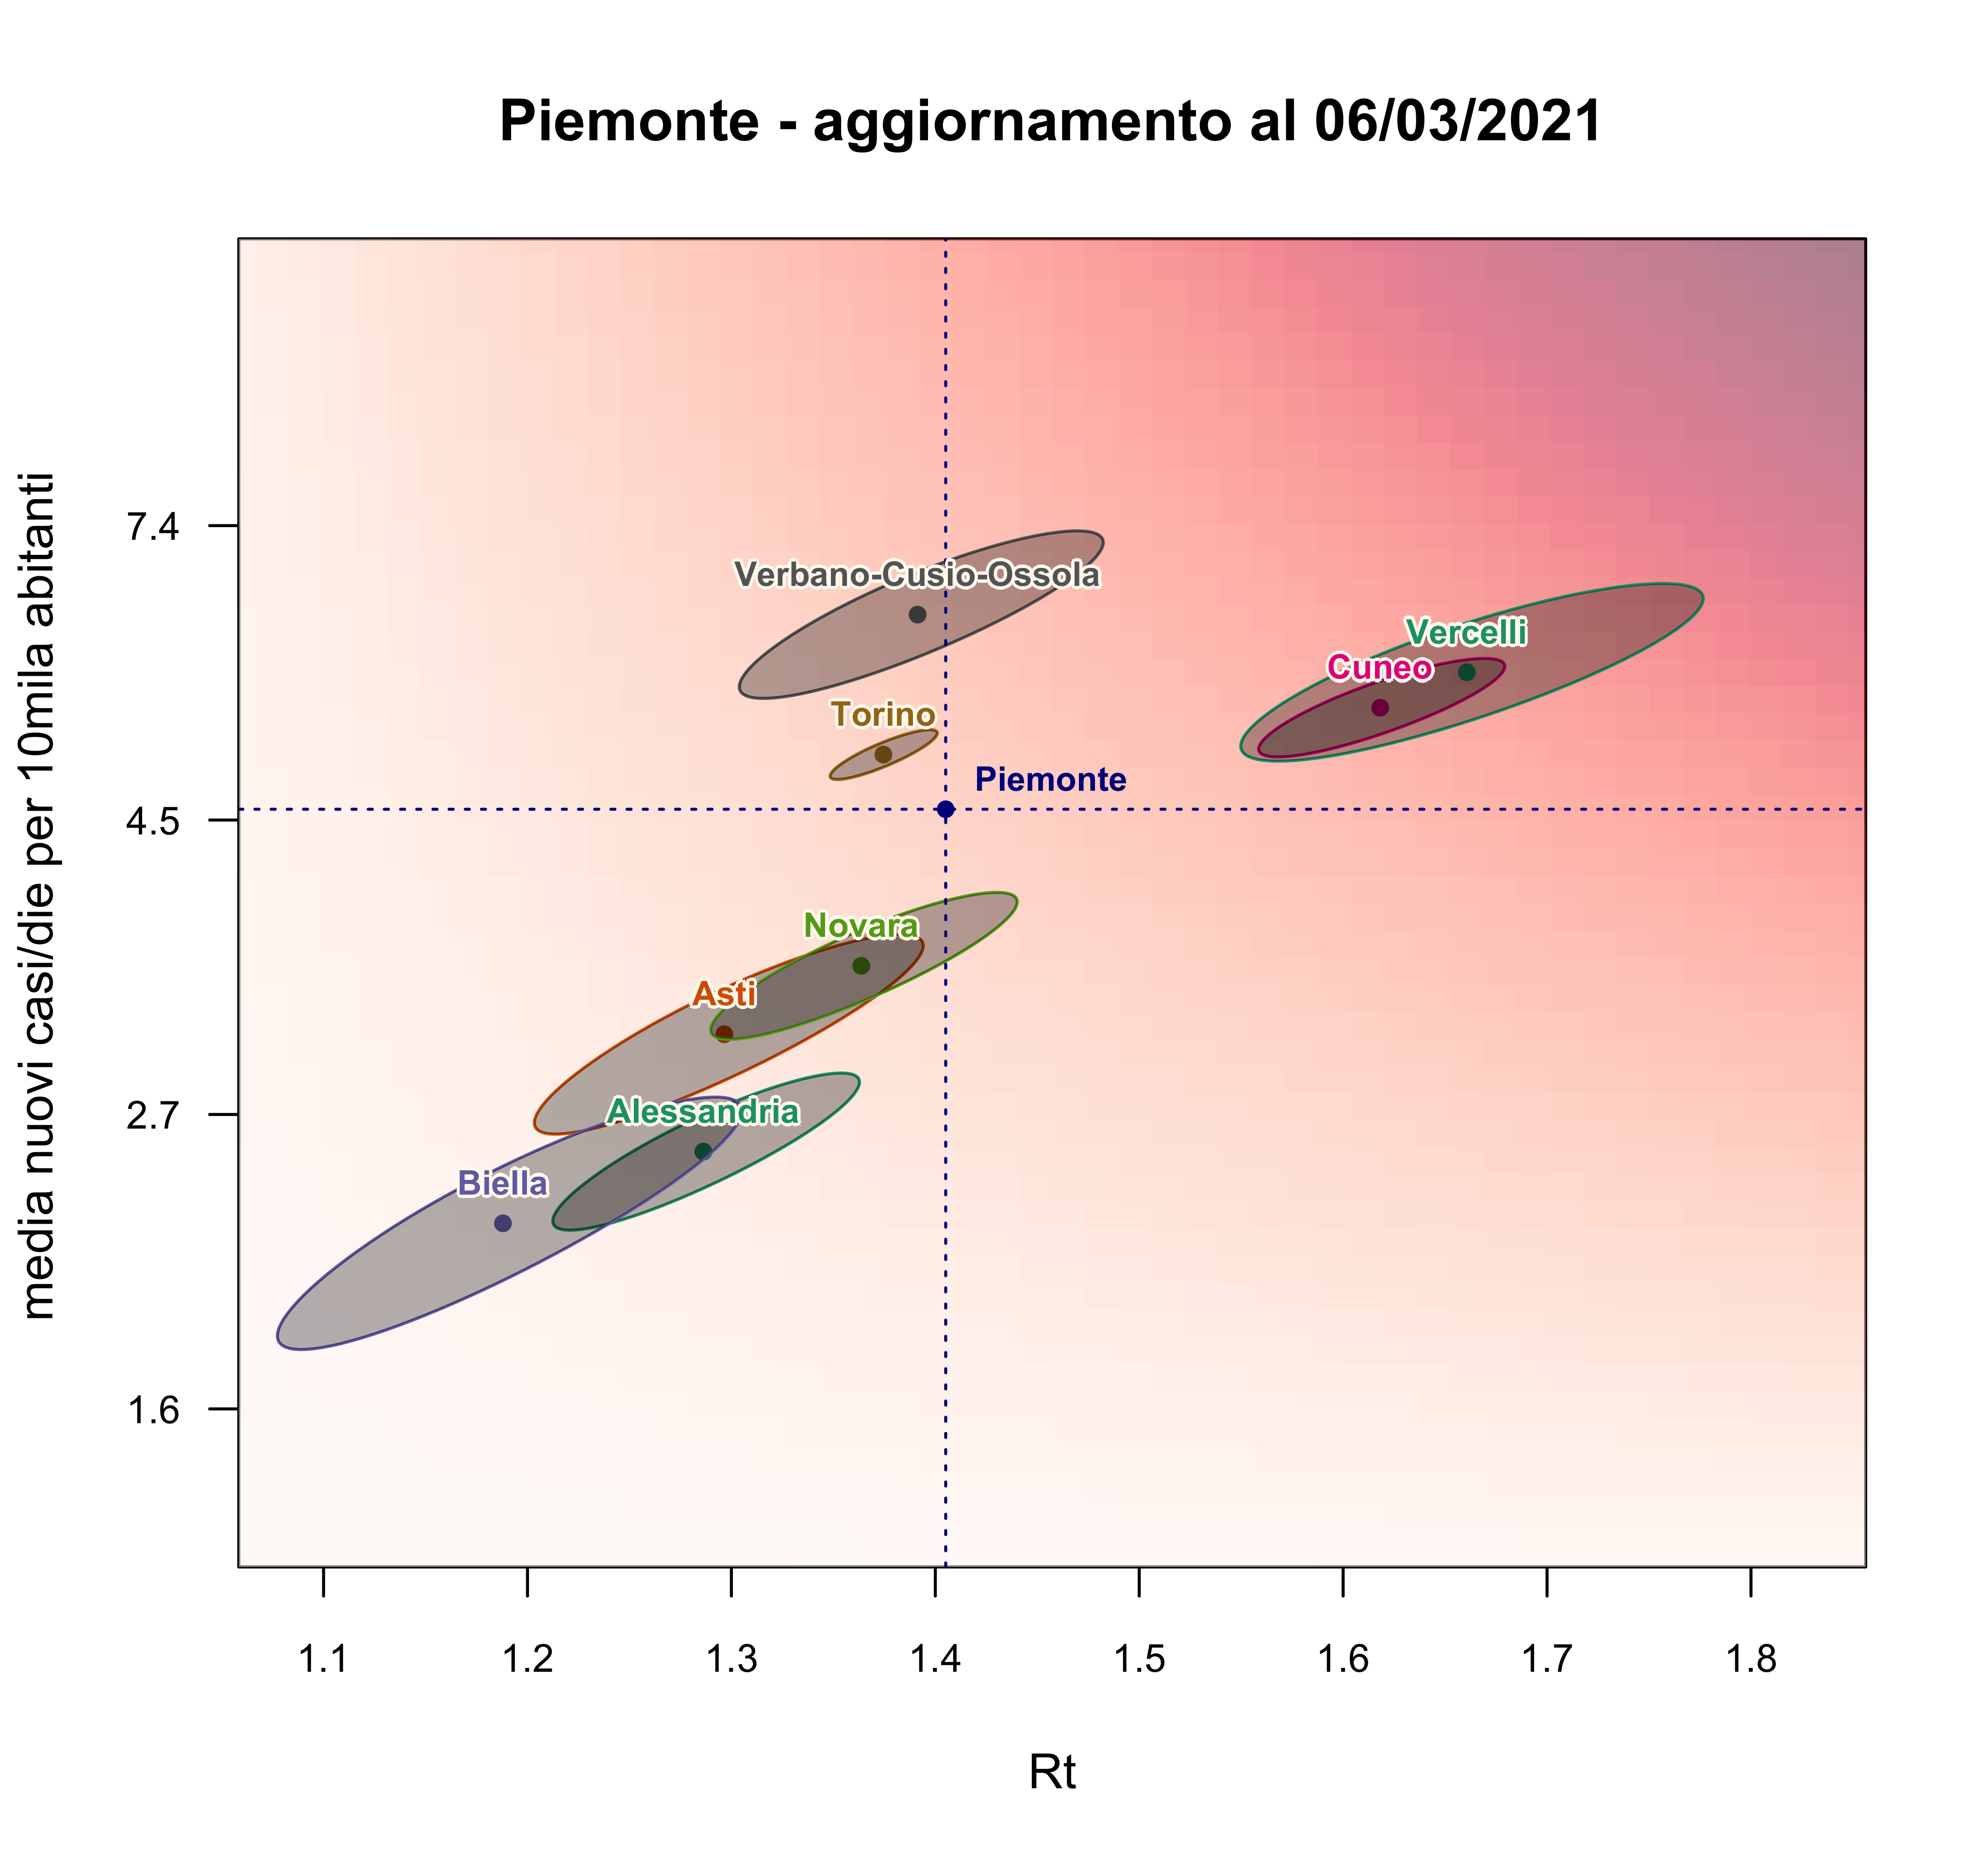 Piemonte - aggiornamento al 06/03/2021
media nuovi casi/die per 10mila abitanti
7.4
4.5
2.7
1.6
Verbano-Cusio-Ossola
Vercelli
Cuneo
Torino
Piemonte
Novara
Asti
Alessandria
Biella
1.1 1.2 1.3 1.4 1.5 1.6 1.7 1.8
Rt